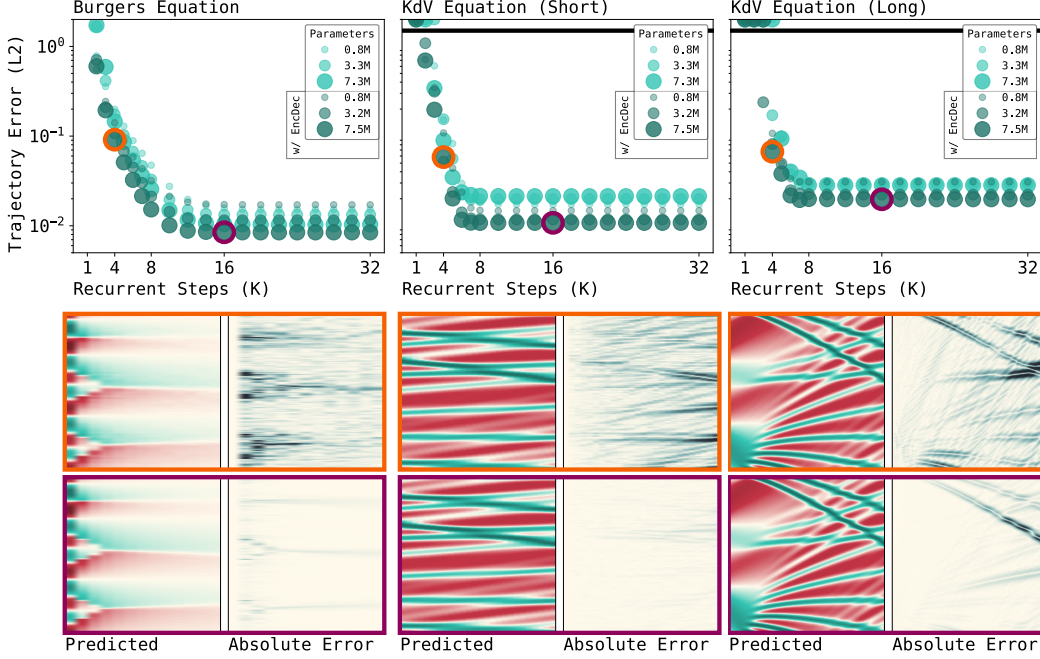 Burgers Equation
KdV Equation (Short)
KdV Equation (Long)
Trajectory Error (L2)
10⁰
10⁻¹
10⁻²
Parameters
0.8M
3.3M
7.3M
w/ EncDec
0.8M
3.2M
7.5M
Parameters
0.8M
3.3M
7.3M
w/ EncDec
0.8M
3.2M
7.5M
Parameters
0.8M
3.3M
7.3M
w/ EncDec
0.8M
3.2M
7.5M
1 4 8 16 32
1 4 8 16 32
1 4 8 16 32
Recurrent Steps (K)
Recurrent Steps (K)
Recurrent Steps (K)
Predicted
Absolute Error
Predicted
Absolute Error
Predicted
Absolute Error